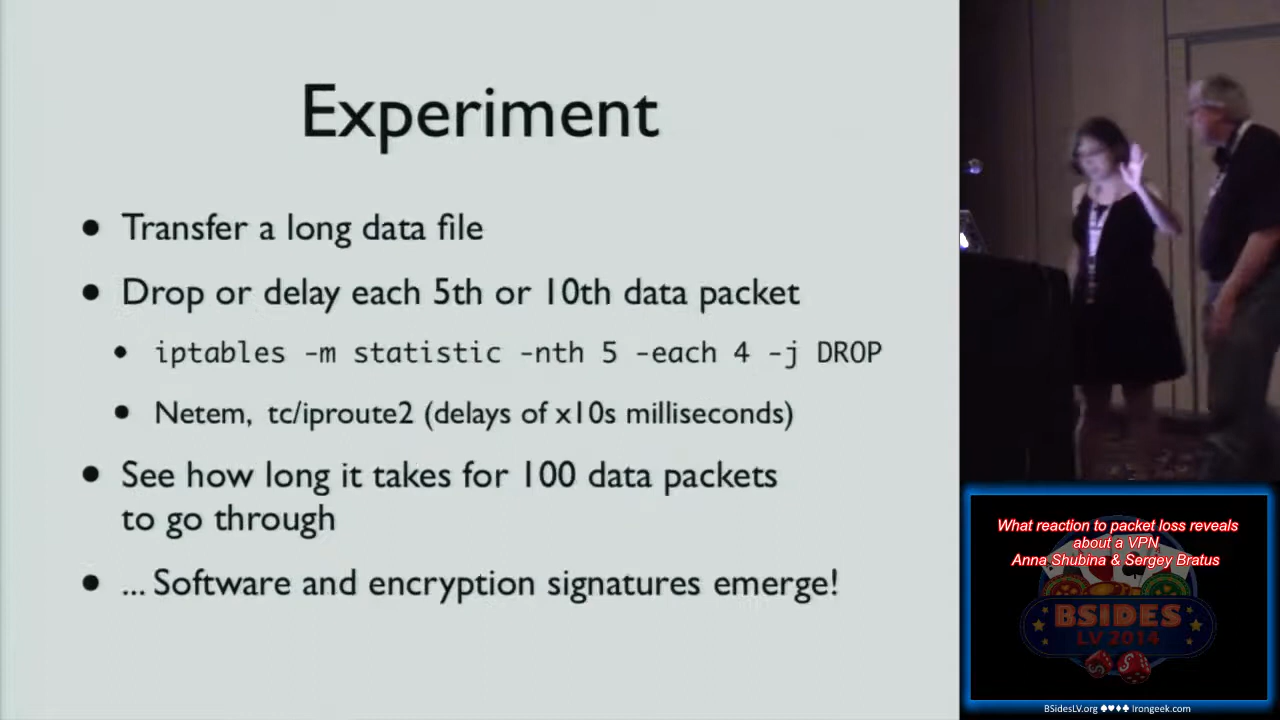 Experiment
• Transfer a long data file
• Drop or delay each 5th or 10th data packet
• iptables -m statistic -nth 5 -each 4 -j DROP
• Netem, tc/iproute2 (delays of x10s milliseconds)
• See how long it takes for 100 data packets
to go through
• ... Software and encryption signatures emerge!
What reaction to packet loss reveals
about a VPN
Anna Shubina & Sergey Bratus
BSIDES
LV 2014
BSidesLV.org ♠♥♦♣ Irongeek.com